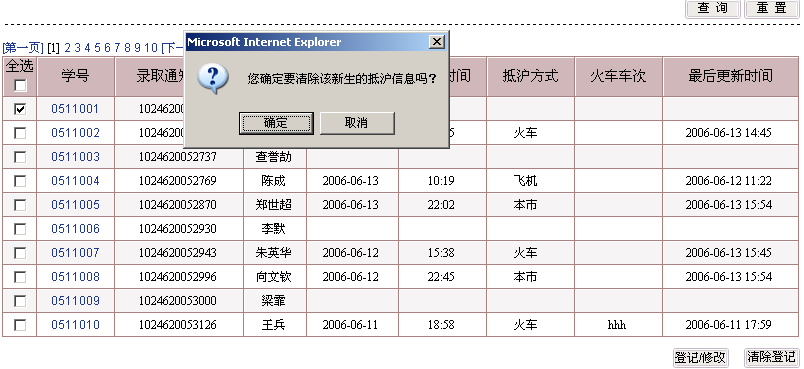 查 询 重 置
[第一页] [1] 2 3 4 5 6 7 8 9 10 [下一
Microsoft Internet Explorer
您确定要清除该新生的抵沪信息吗？
确定 取消
全选 学号 录取通知 时间 抵沪方式 火车车次 最后更新时间
0511001 10246200
0511002 10246200 5 火车 2006-06-13 14:45
0511003 1024620052737 查誉劼
0511004 1024620052769 陈成 2006-06-13 10:19 飞机 2006-06-12 11:22
0511005 1024620052870 郑世超 2006-06-13 22:02 本市 2006-06-13 15:54
0511006 1024620052930 李默
0511007 1024620052943 朱英华 2006-06-12 15:38 火车 2006-06-13 15:45
0511008 1024620052996 向文钦 2006-06-12 22:45 本市 2006-06-13 15:54
0511009 1024620053000 梁霏
0511010 1024620053126 王兵 2006-06-11 18:58 火车 hhh 2006-06-11 17:59
登记/修改 清除登记